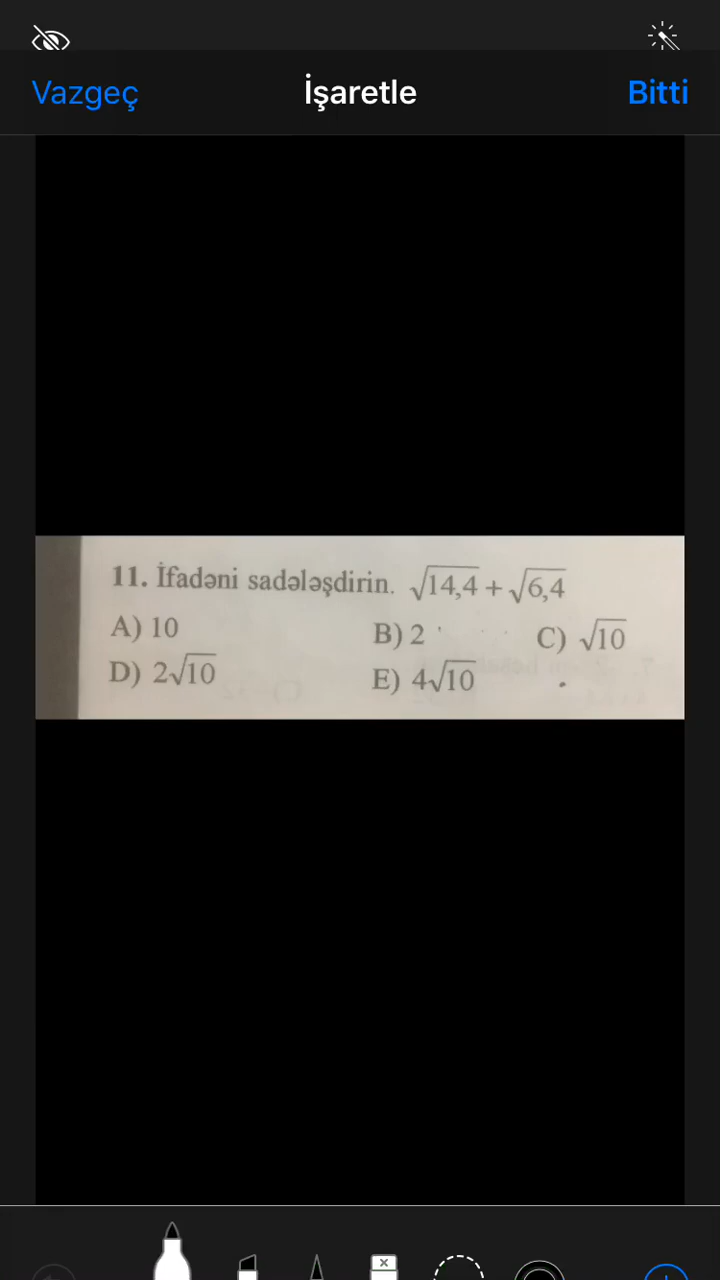 Vazgeç İşaretle Bitti
11. İfadəni sadələşdirin. √14,4 + √6,4
A) 10 B) 2 C) √10
D) 2√10 E) 4√10